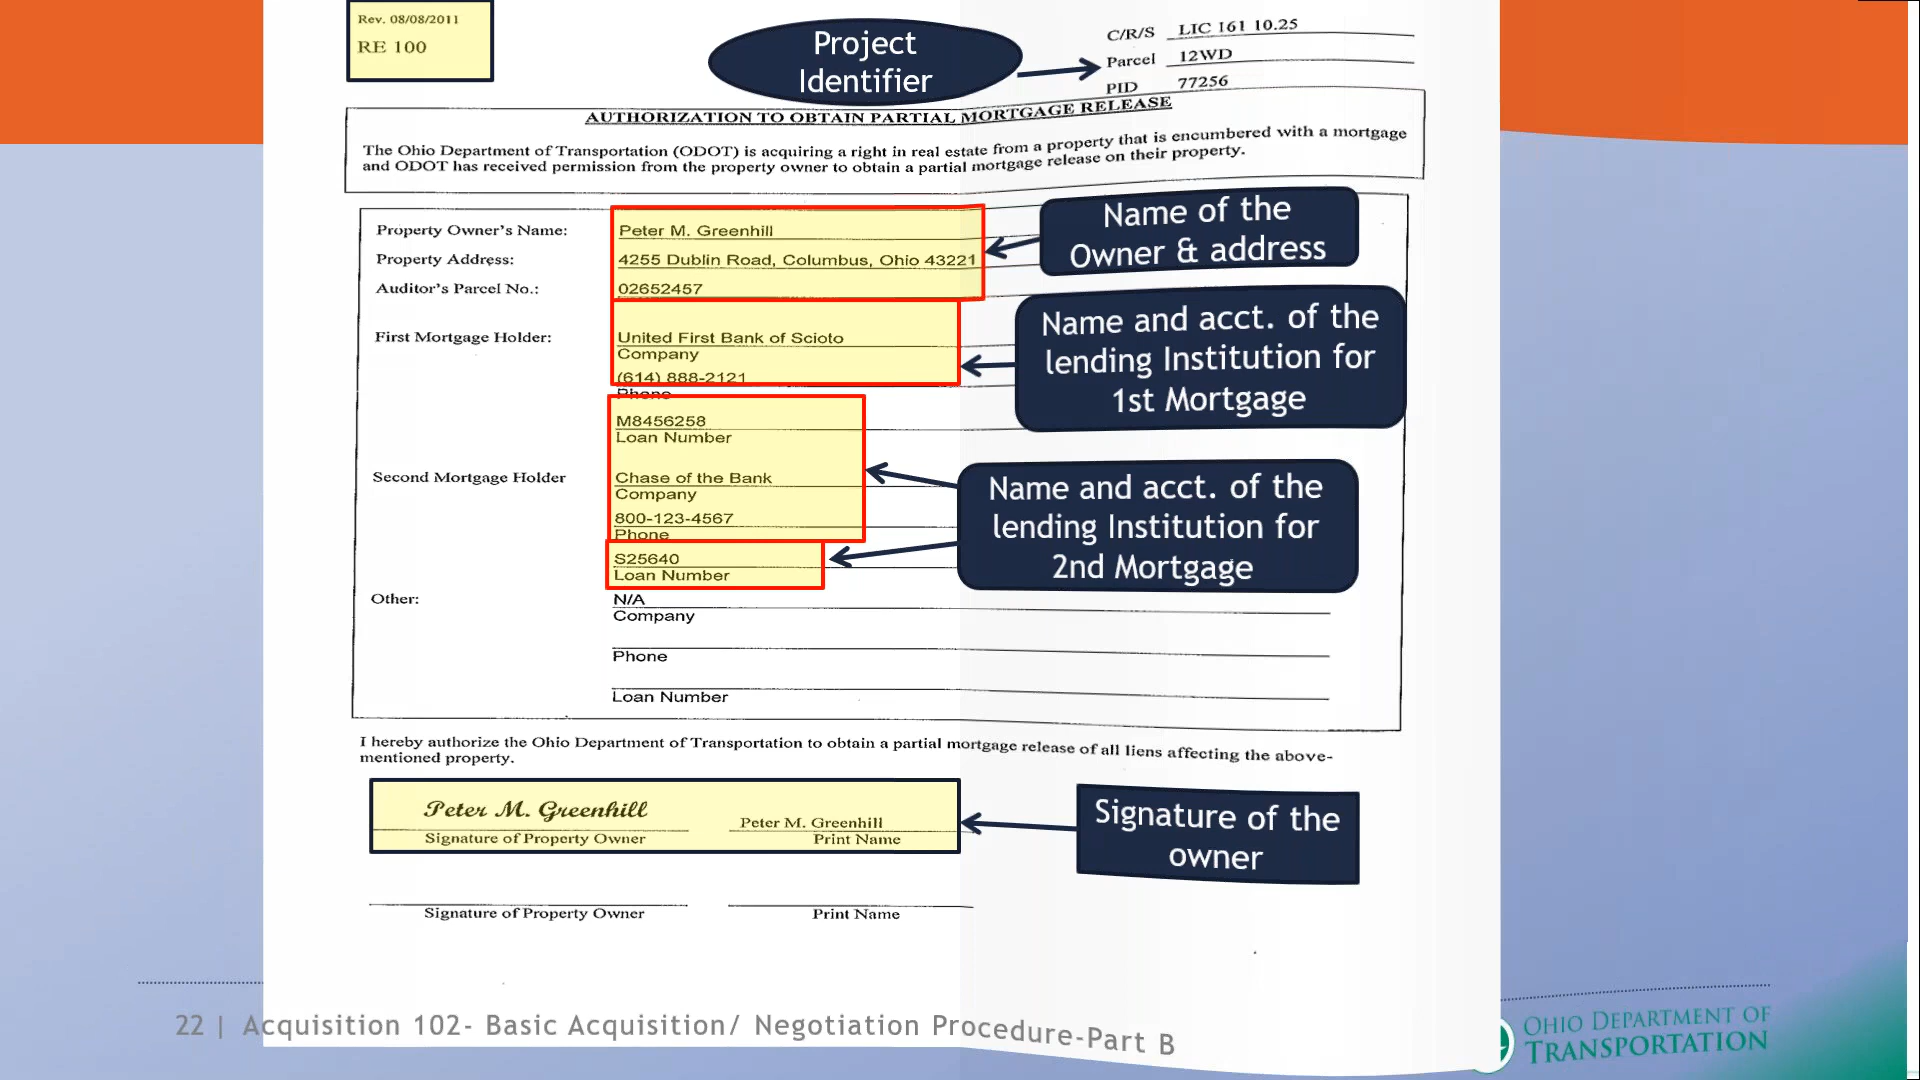 Rev. 08/08/2011
RE 100
Project
Identifier
C/R/S LIC 161 10.25
Parcel 12WD
PID 77256
AUTHORIZATION TO OBTAIN PARTIAL MORTGAGE RELEASE
The Ohio Department of Transportation (ODOT) is acquiring a right in real estate from a property that is encumbered with a mortgage
and ODOT has received permission from the property owner to obtain a partial mortgage release on their property.
Property Owner's Name: Peter M. Greenhill
Property Address: 4255 Dublin Road, Columbus, Ohio 43221
Auditor's Parcel No.: 02652457
Name of the
Owner & address
First Mortgage Holder: United First Bank of Scioto
Company
(614) 888-2121
Phone
M8456258
Loan Number
Name and acct. of the
lending Institution for
1st Mortgage
Second Mortgage Holder Chase of the Bank
Company
800-123-4567
Phone
S25640
Loan Number
Name and acct. of the
lending Institution for
2nd Mortgage
Other: N/A
Company
Phone
Loan Number
I hereby authorize the Ohio Department of Transportation to obtain a partial mortgage release of all liens affecting the above-
mentioned property.
Peter M. Greenhill Peter M. Greenhill
Signature of Property Owner Print Name
Signature of the
owner
Signature of Property Owner Print Name
22 | Acquisition 102- Basic Acquisition/ Negotiation Procedure-Part B
OHIO DEPARTMENT OF
TRANSPORTATION